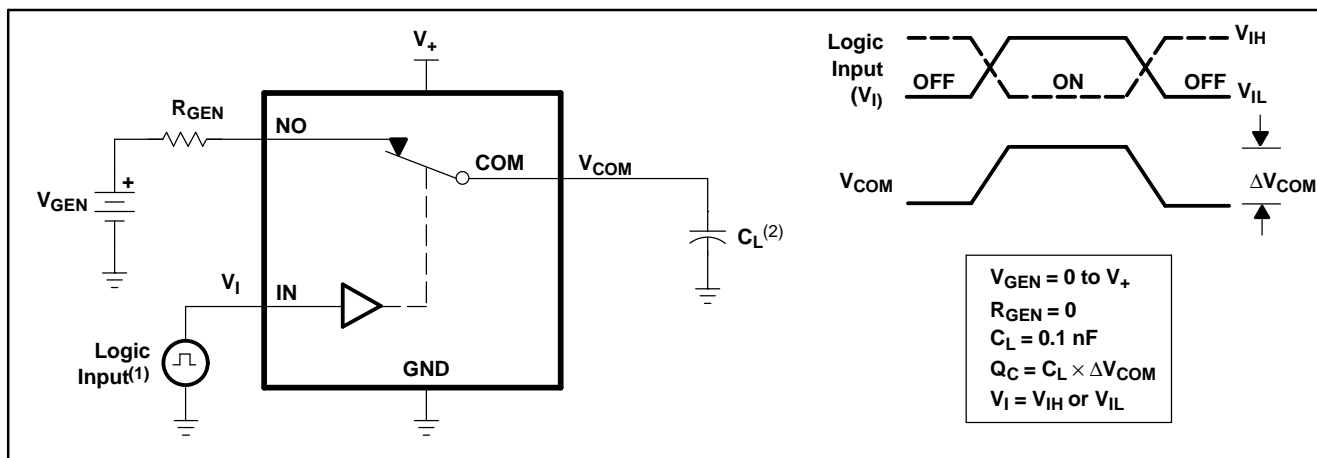 V+
RGEN
NO
COM
VCOM
VGEN
+
CL(2)
VI
IN
Logic
Input(1)
GND
Logic
Input
(VI)
OFF
ON
OFF
VIH
VIL
VCOM
ΔVCOM
VGEN = 0 to V+
RGEN = 0
CL = 0.1 nF
QC = CL × ΔVCOM
VI = VIH or VIL